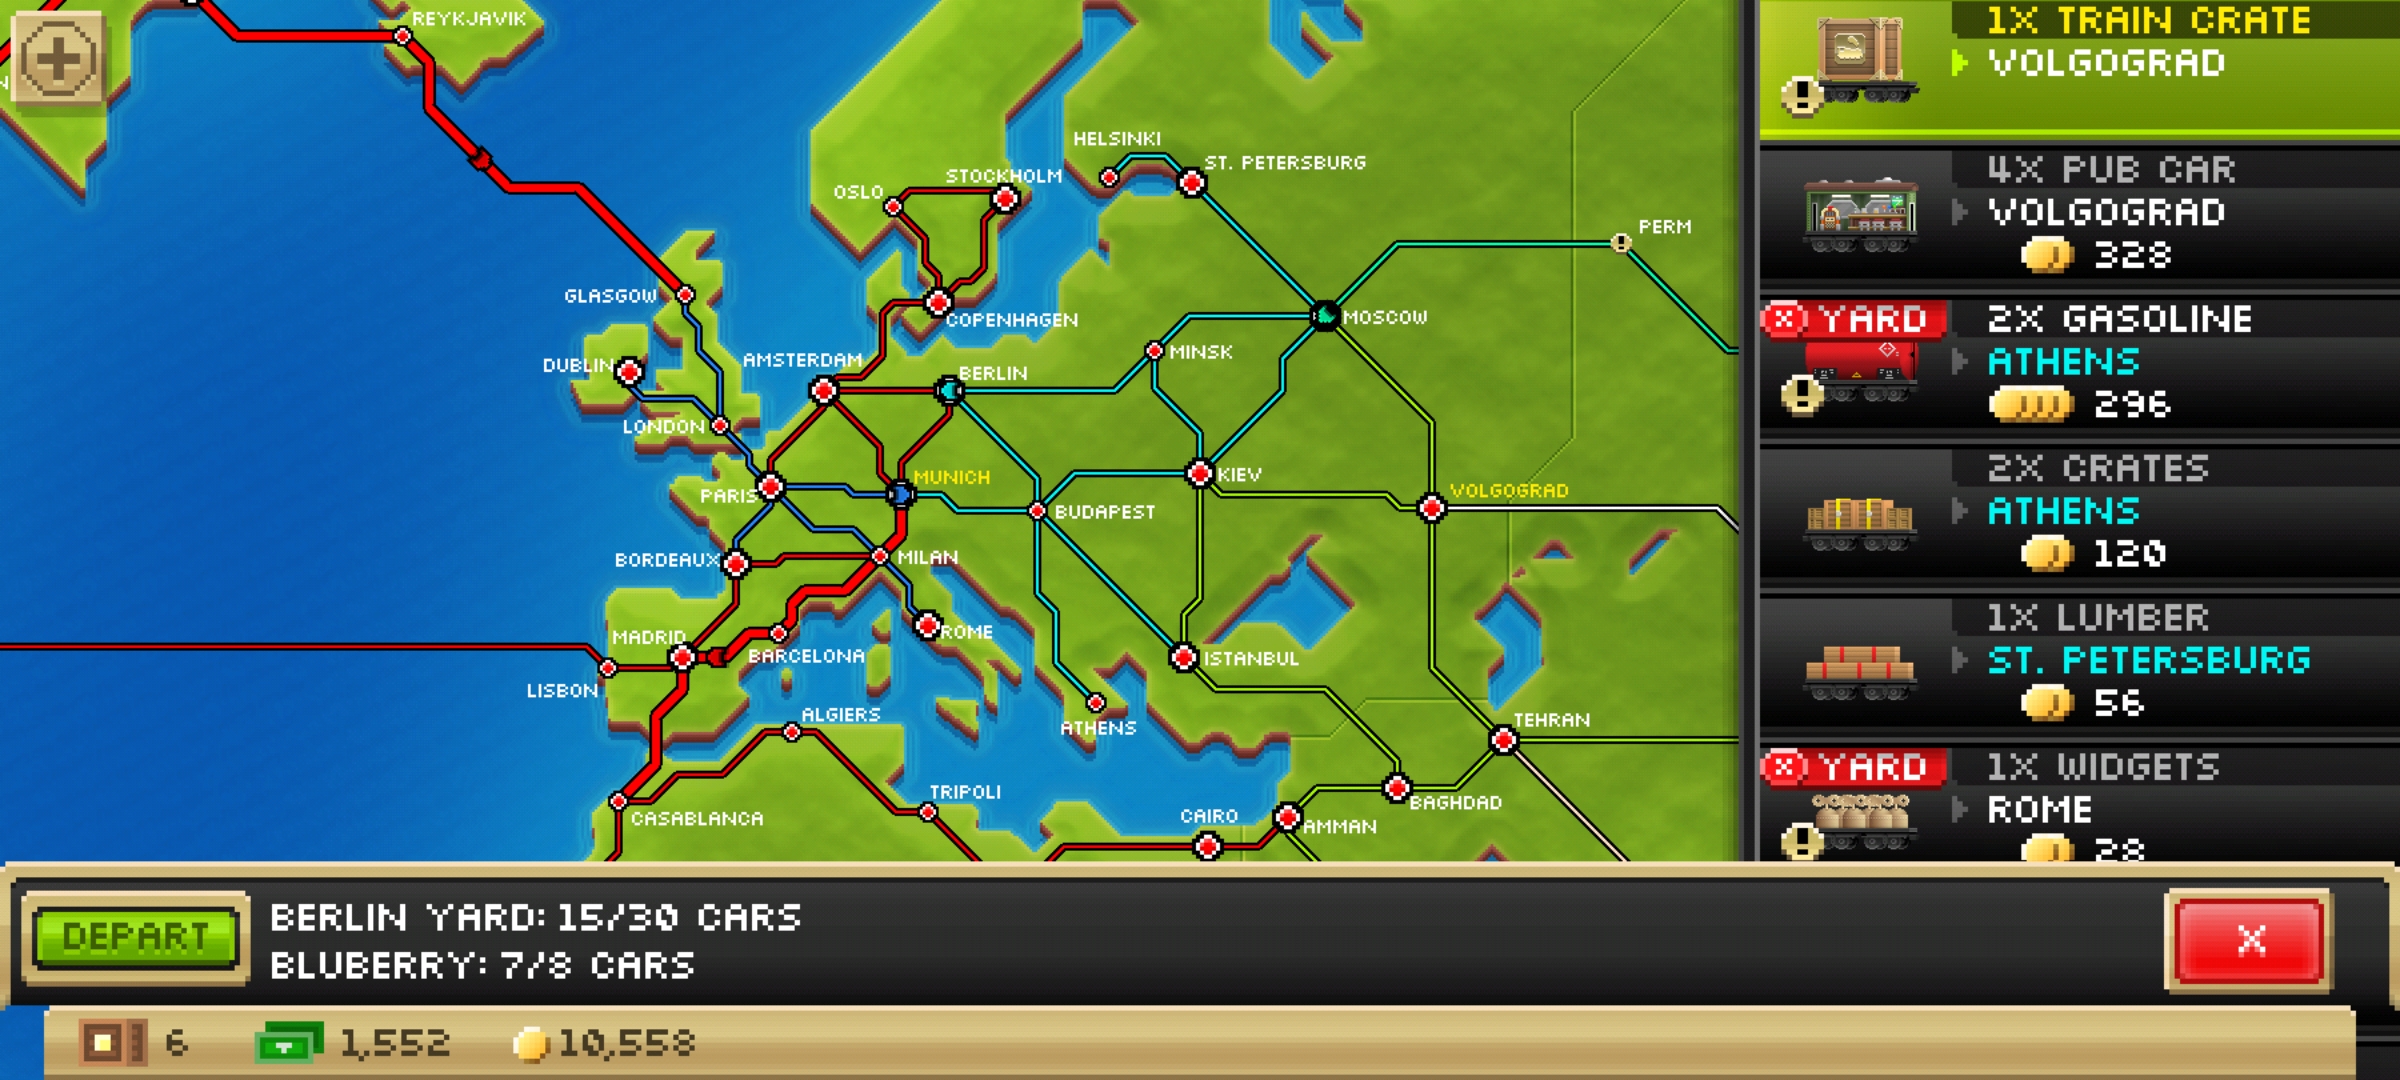 REYKJAVIK
HELSINKI
ST. PETERSBURG
STOCKHOLM
OSLO
PERM
GLASGOW
COPENHAGEN
MOSCOW
DUBLIN
AMSTERDAM
BERLIN
MINSK
LONDON
PARIS
MUNICH
BUDAPEST
KIEV
VOLGOGRAD
BORDEAUX
MILAN
MADRID
ROME
BARCELONA
ISTANBUL
LISBON
ALGIERS
ATHENS
TEHRAN
CASABLANCA
TRIPOLI
CAIRO
AMMAN
BAGHDAD
1X TRAIN CRATE
VOLGOGRAD
4X PUB CAR
VOLGOGRAD
328
X YARD
2X GASOLINE
ATHENS
296
2X CRATES
ATHENS
120
1X LUMBER
ST. PETERSBURG
56
X YARD
1X WIDGETS
ROME
28
DEPART
BERLIN YARD: 15/30 CARS
BLUBERRY: 7/8 CARS
X
6
1,552
10,558